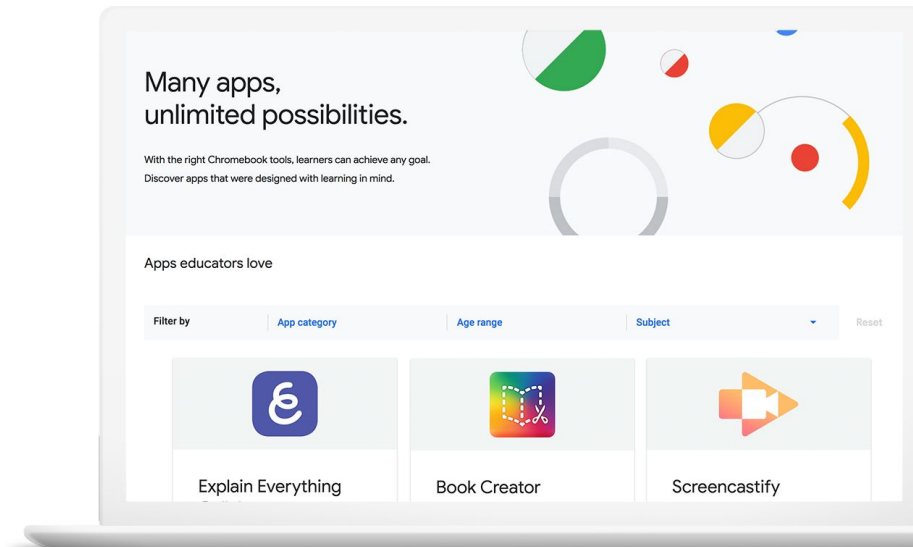 Many apps,
unlimited possibilities.
With the right Chromebook tools, learners can achieve any goal.
Discover apps that were designed with learning in mind.
Apps educators love
Filter by App category Age range Subject Reset
Explain Everything Book Creator Screencastify